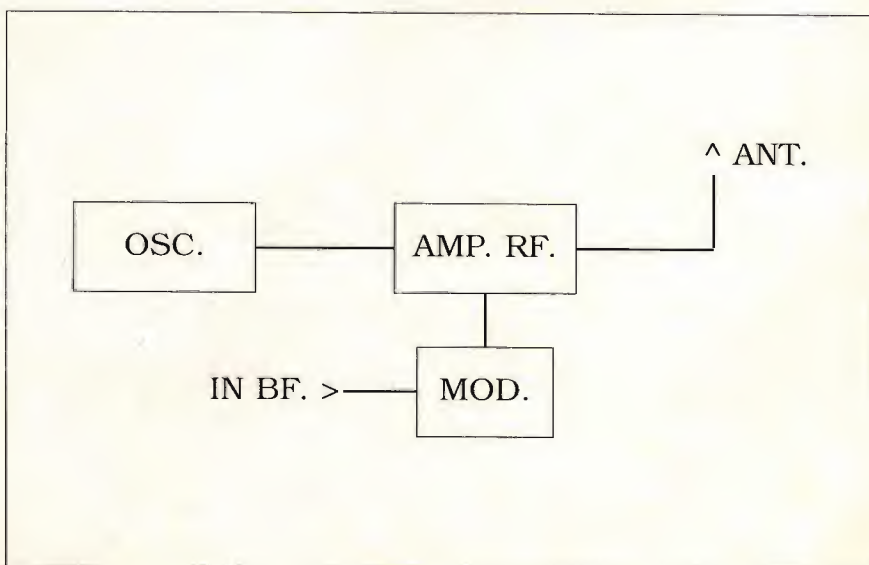 ^ ANT.
OSC.
AMP. RF.
IN BF. >
MOD.